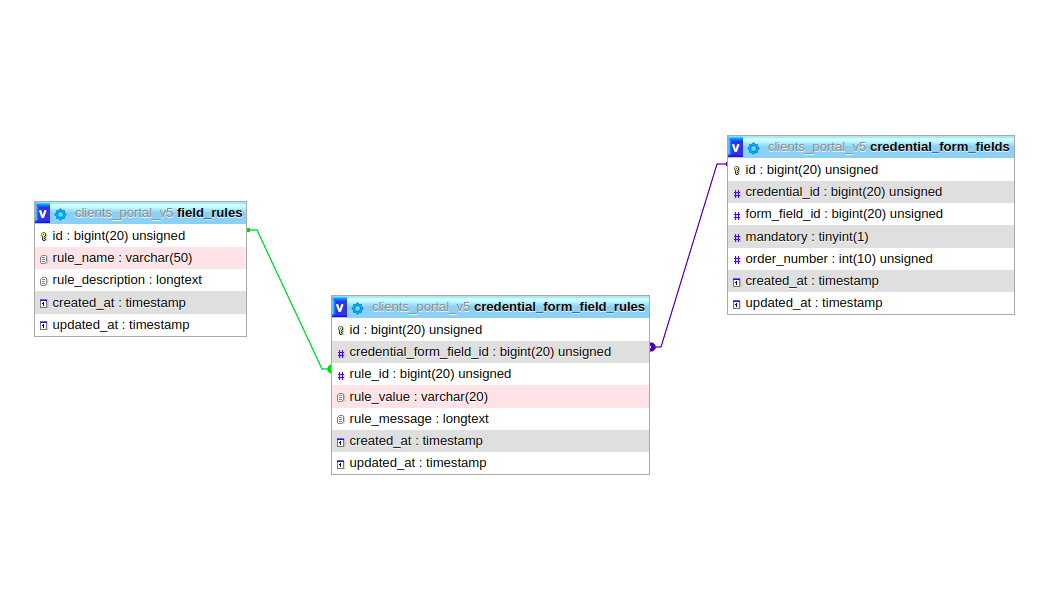 v clients_portal_v5 field_rules
id : bigint(20) unsigned
rule_name : varchar(50)
rule_description : longtext
created_at : timestamp
updated_at : timestamp
v clients_portal_v5 credential_form_field_rules
id : bigint(20) unsigned
# credential_form_field_id : bigint(20) unsigned
# rule_id : bigint(20) unsigned
rule_value : varchar(20)
rule_message : longtext
created_at : timestamp
updated_at : timestamp
v clients_portal_v5 credential_form_fields
id : bigint(20) unsigned
# credential_id : bigint(20) unsigned
# form_field_id : bigint(20) unsigned
# mandatory : tinyint(1)
# order_number : int(10) unsigned
created_at : timestamp
updated_at : timestamp